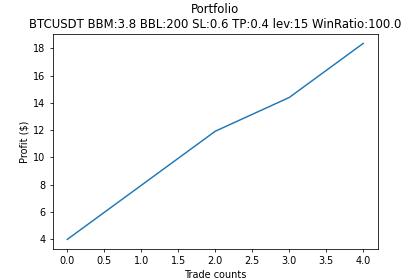 Portfolio
BTCUSDT BBM:3.8 BBL:200 SL:0.6 TP:0.4 lev:15 WinRatio:100.0
18
16
14
12
10
8
6
4
Profit ($)
0.0 0.5 1.0 1.5 2.0 2.5 3.0 3.5 4.0
Trade counts